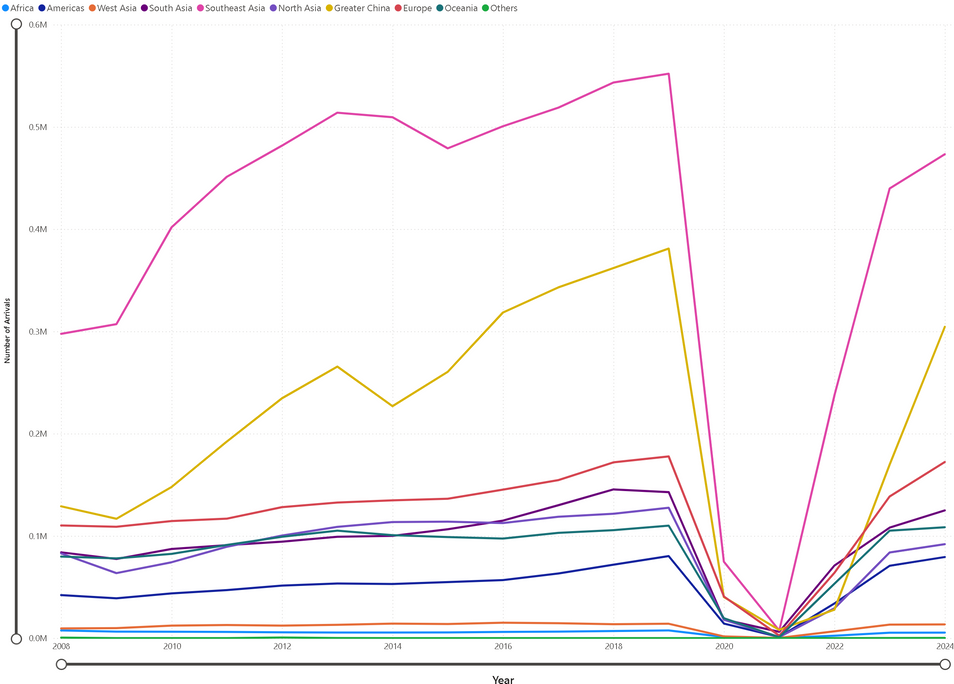 Africa Americas West Asia South Asia Southeast Asia North Asia Greater China Europe Oceania Others
0.6M
0.5M
0.4M
0.3M
0.2M
0.1M
0.0M
Number of Arrivals
2008 2010 2012 2014 2016 2018 2020 2022 2024
Year